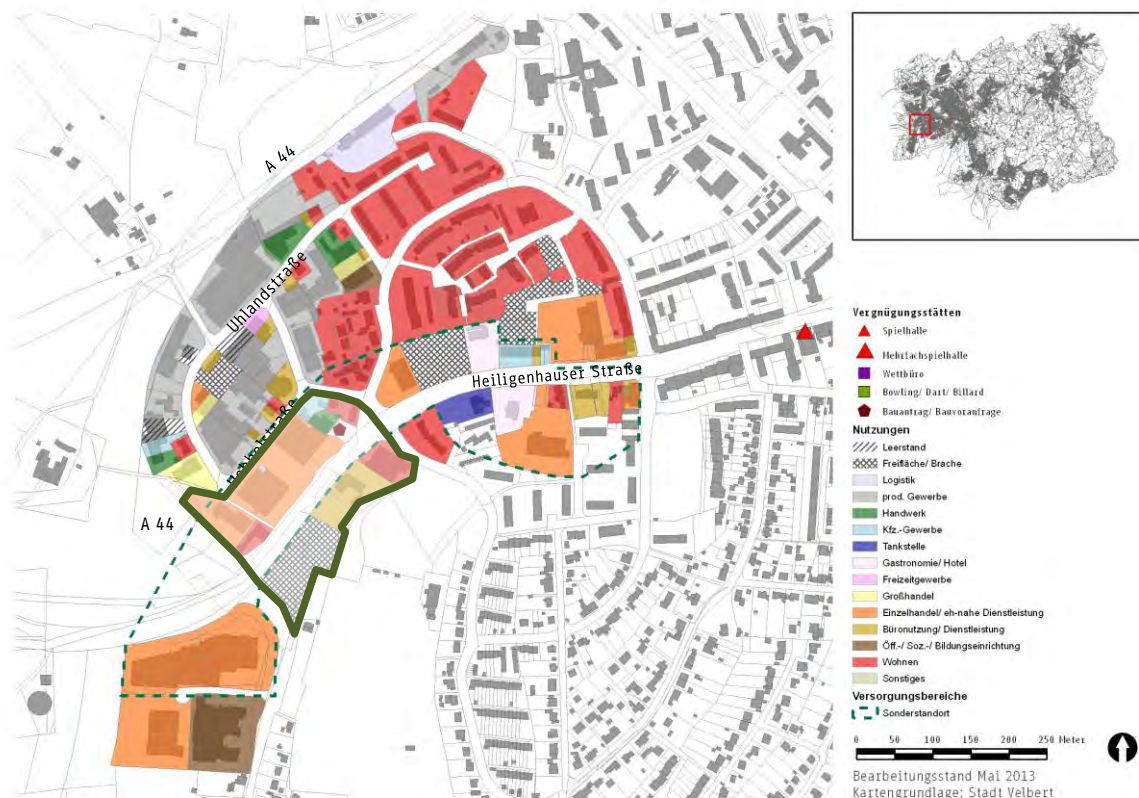 A 44
Uhlandstraße
Heiligenhauser Straße
A 44
Vergnügungsstätten
Spielhalle
Mehrfachspielhalle
Wettbüro
Bowling/ Dart/ Billard
Bauantrag/ Bauvoranfrage
Nutzungen
Leerstand
Freifläche/ Brache
Logistik
prod. Gewerbe
Handwerk
Kfz.-Gewerbe
Tankstelle
Gastronomie/ Hotel
Freizeitgewerbe
Großhandel
Einzelhandel/ eh-nahe Dienstleistung
Büronutzung/ Dienstleistung
Öff.-/ Soz.-/ Bildungseinrichtung
Wohnen
Sonstiges
Versorgungsbereiche
Sonderstandort
0 50 100 150 200 250 Meter
Bearbeitungsstand Mai 2013
Kartengrundlage: Stadt Velbert